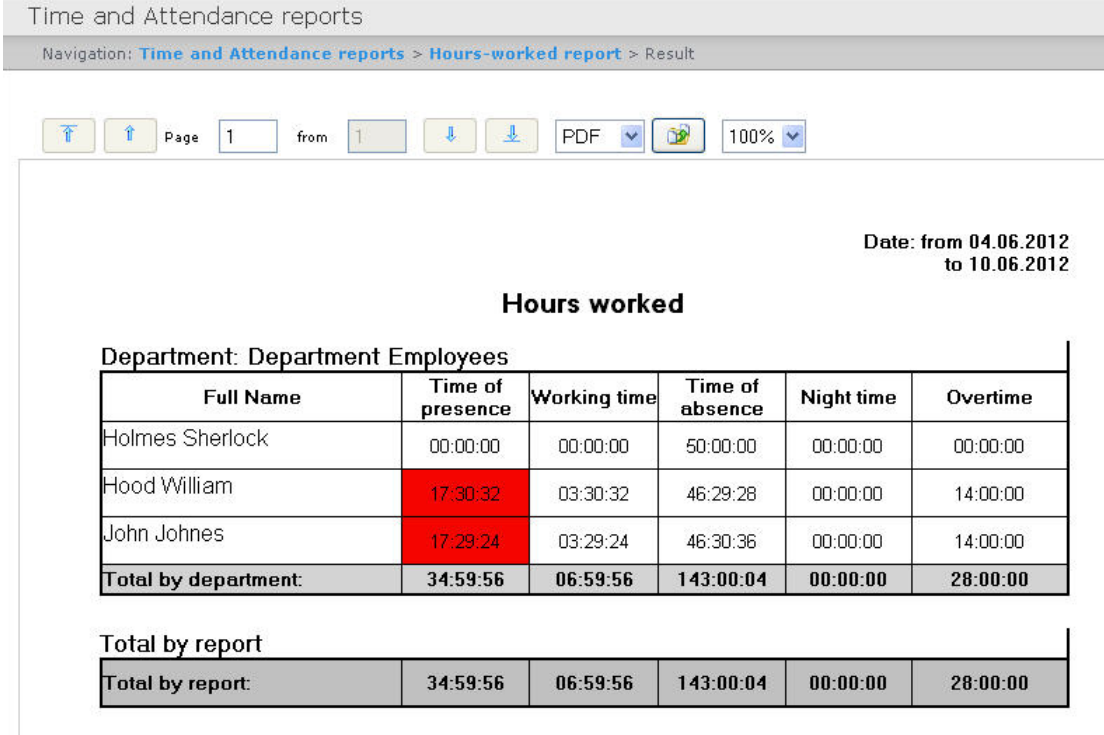 Time and Attendance reports
Navigation: Time and Attendance reports > Hours-worked report > Result
Page 1 from 1 PDF 100%
Date: from 04.06.2012
to 10.06.2012
Hours worked
Department: Department Employees
Full Name Time of presence Working time Time of absence Night time Overtime
Holmes Sherlock 00:00:00 00:00:00 50:00:00 00:00:00 00:00:00
Hood William 17:30:32 03:30:32 46:29:28 00:00:00 14:00:00
John Johnes 17:29:24 03:29:24 46:30:36 00:00:00 14:00:00
Total by department: 34:59:56 06:59:56 143:00:04 00:00:00 28:00:00
Total by report
Total by report: 34:59:56 06:59:56 143:00:04 00:00:00 28:00:00